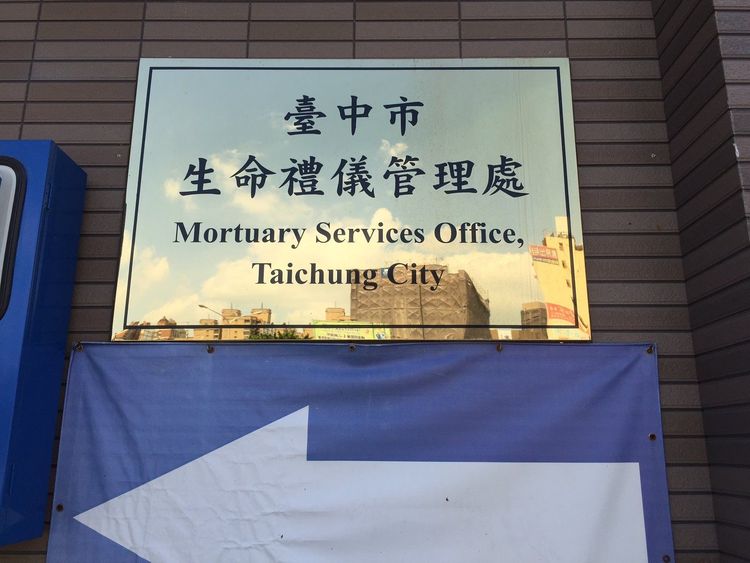 臺中市
生命禮儀管理處
Mortuary Services Office,
Taichung City